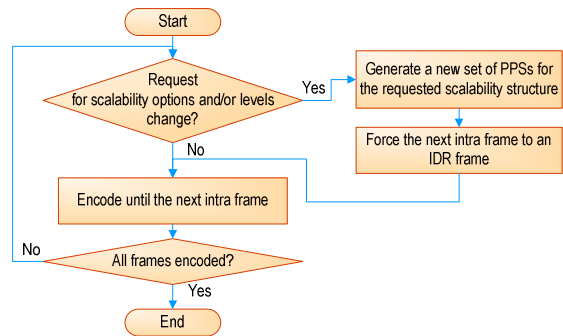 Start
Request
for scalability options and/or levels
change?
Yes
Generate a new set of PPSs for
the requested scalability structure
Force the next intra frame to an
IDR frame
No
Encode until the next intra frame
No
All frames encoded?
Yes
End